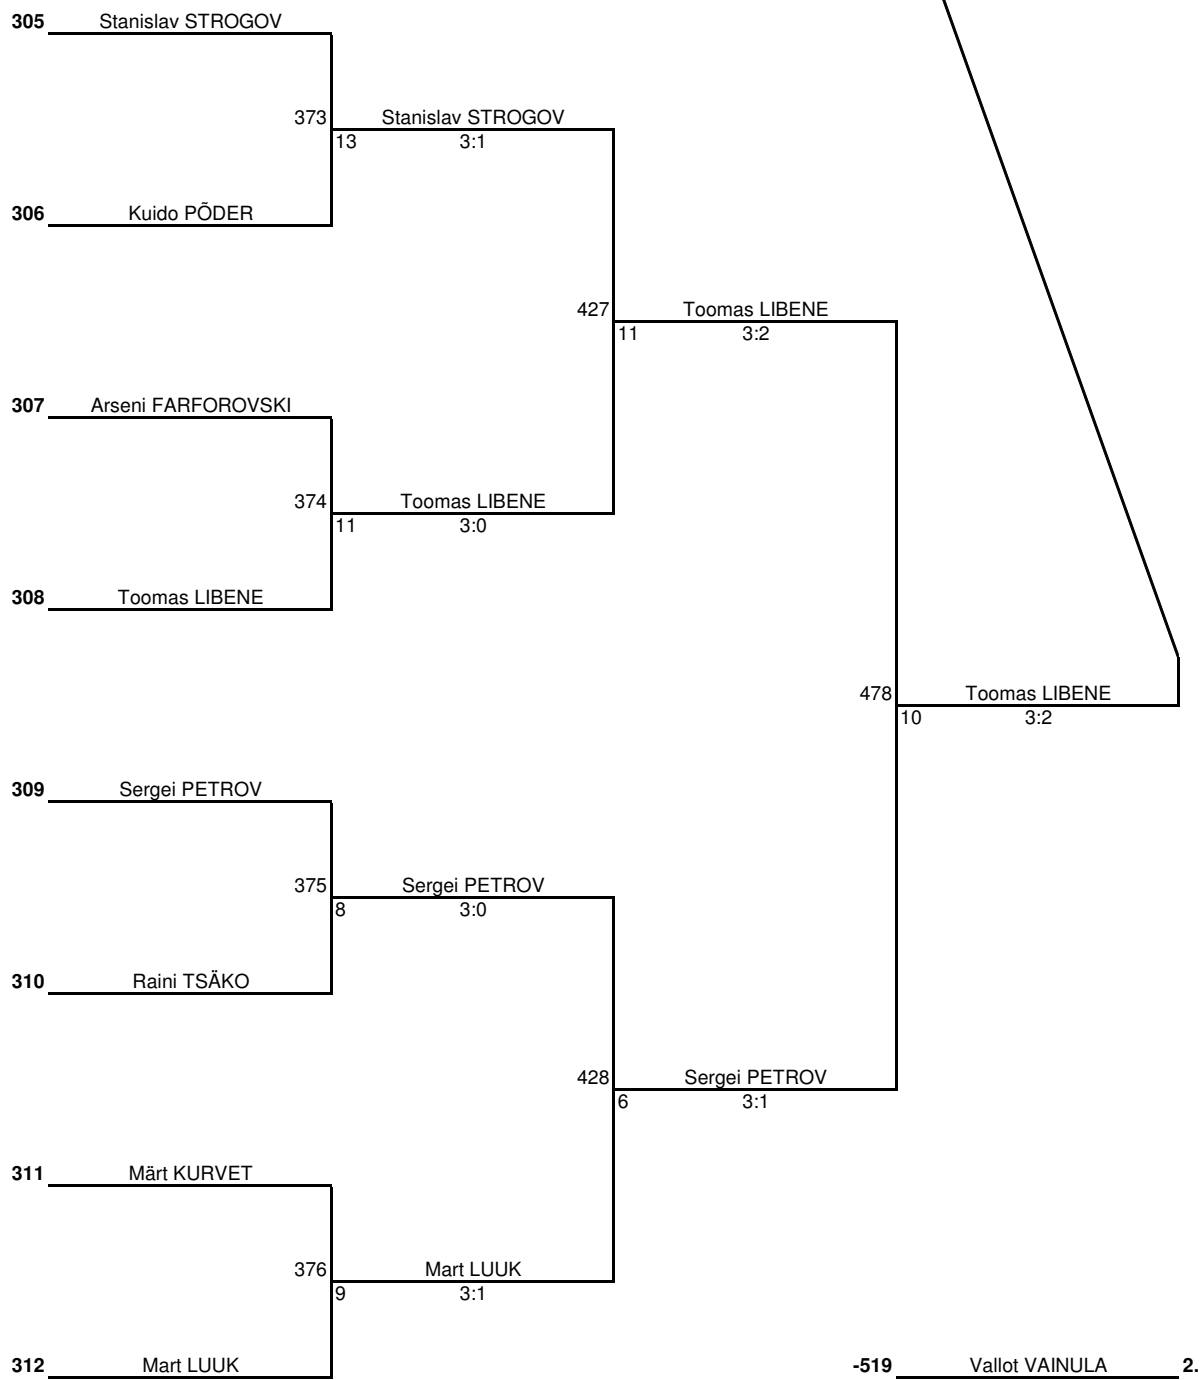 305 Stanislav STROGOV
373 Stanislav STROGOV
13 3:1
306 Kuido PÕDER
427 Toomas LIBENE
11 3:2
307 Arseni FARFOROVSKI
374 Toomas LIBENE
11 3:0
308 Toomas LIBENE
478 Toomas LIBENE
10 3:2
309 Sergei PETROV
375 Sergei PETROV
8 3:0
310 Raini TSÄKO
428 Sergei PETROV
6 3:1
311 Märt KURVET
376 Mart LUUK
9 3:1
312 Mart LUUK
-519 Vallot VAINULA 2.